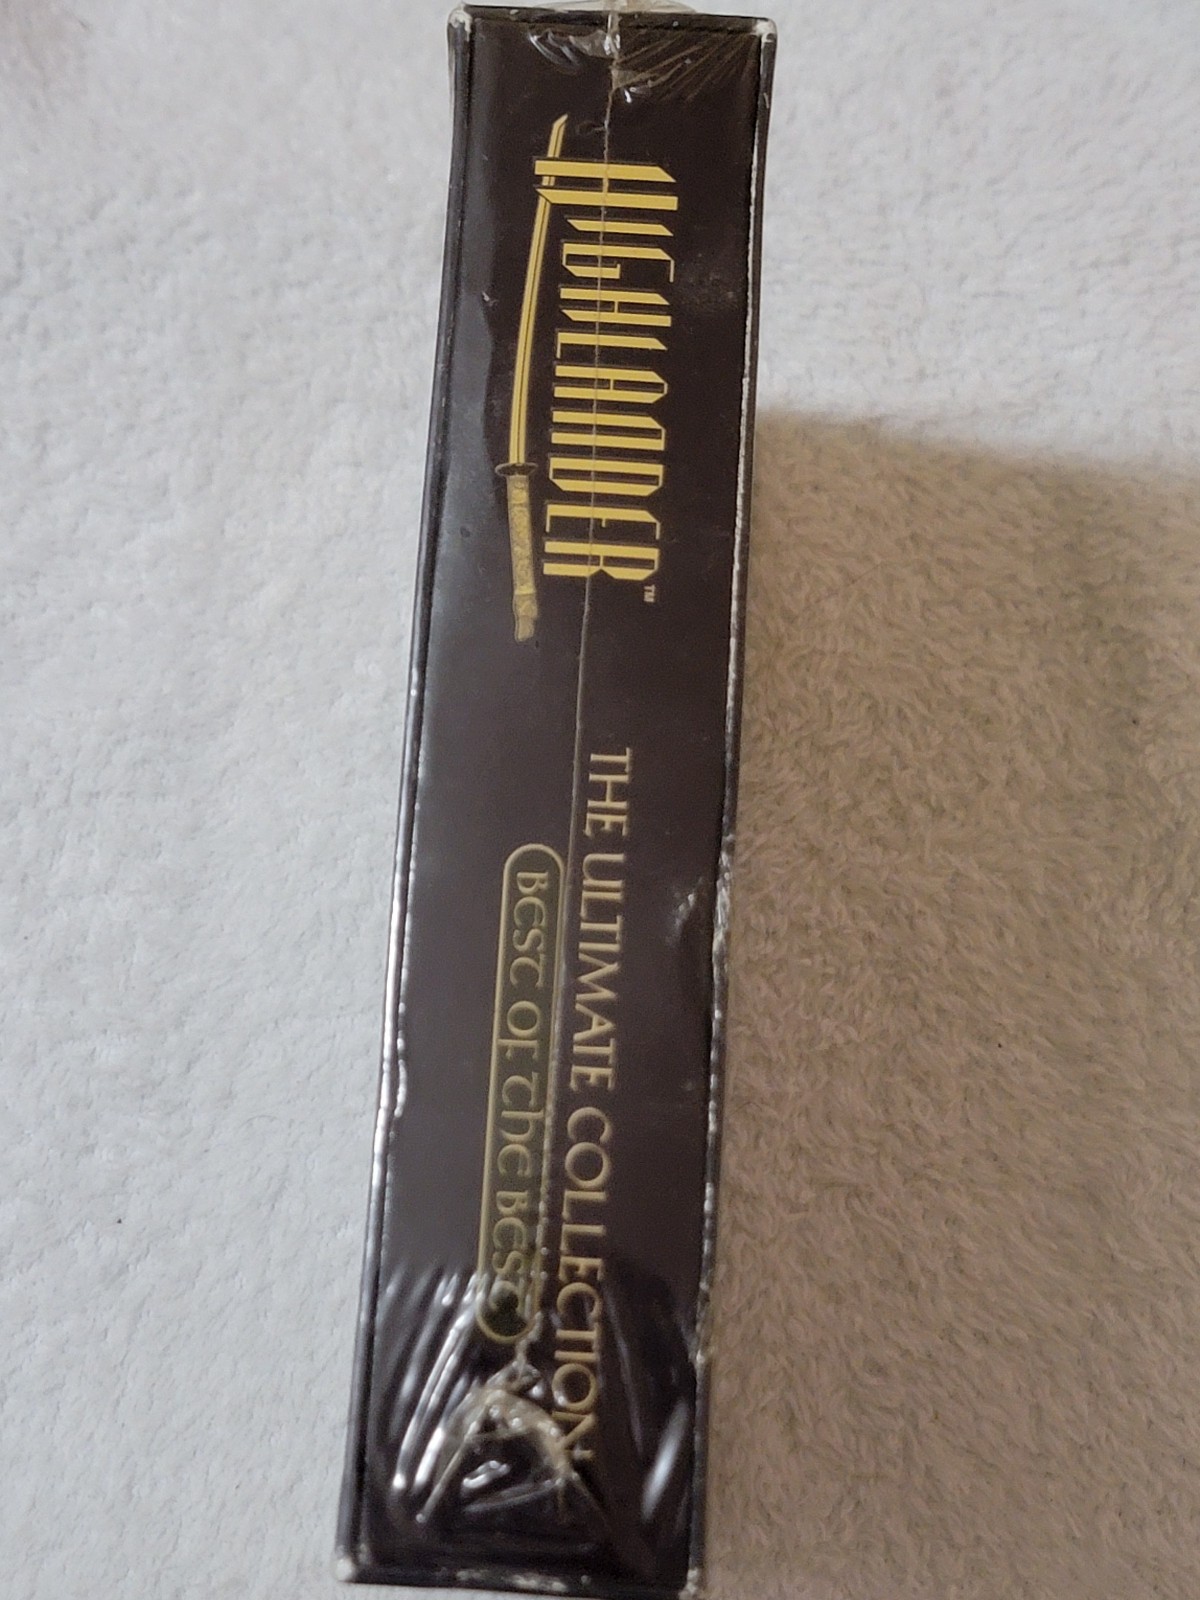 HIGHLANDER™
THE ULTIMATE COLLECTION
BEST OF THE BEST